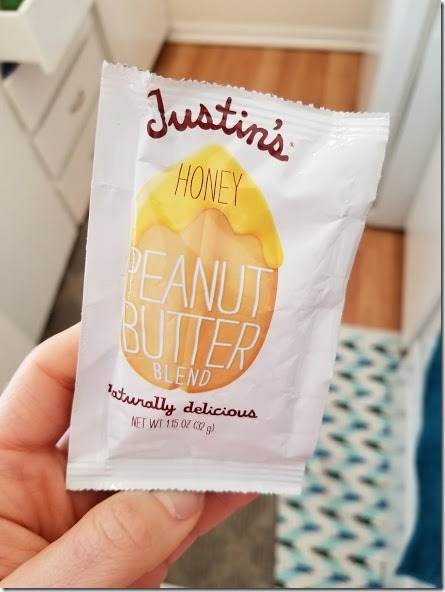 Justin's®
HONEY
PEANUT
BUTTER
BLEND
naturally delicious
NET WT 1.15 OZ (32 g)